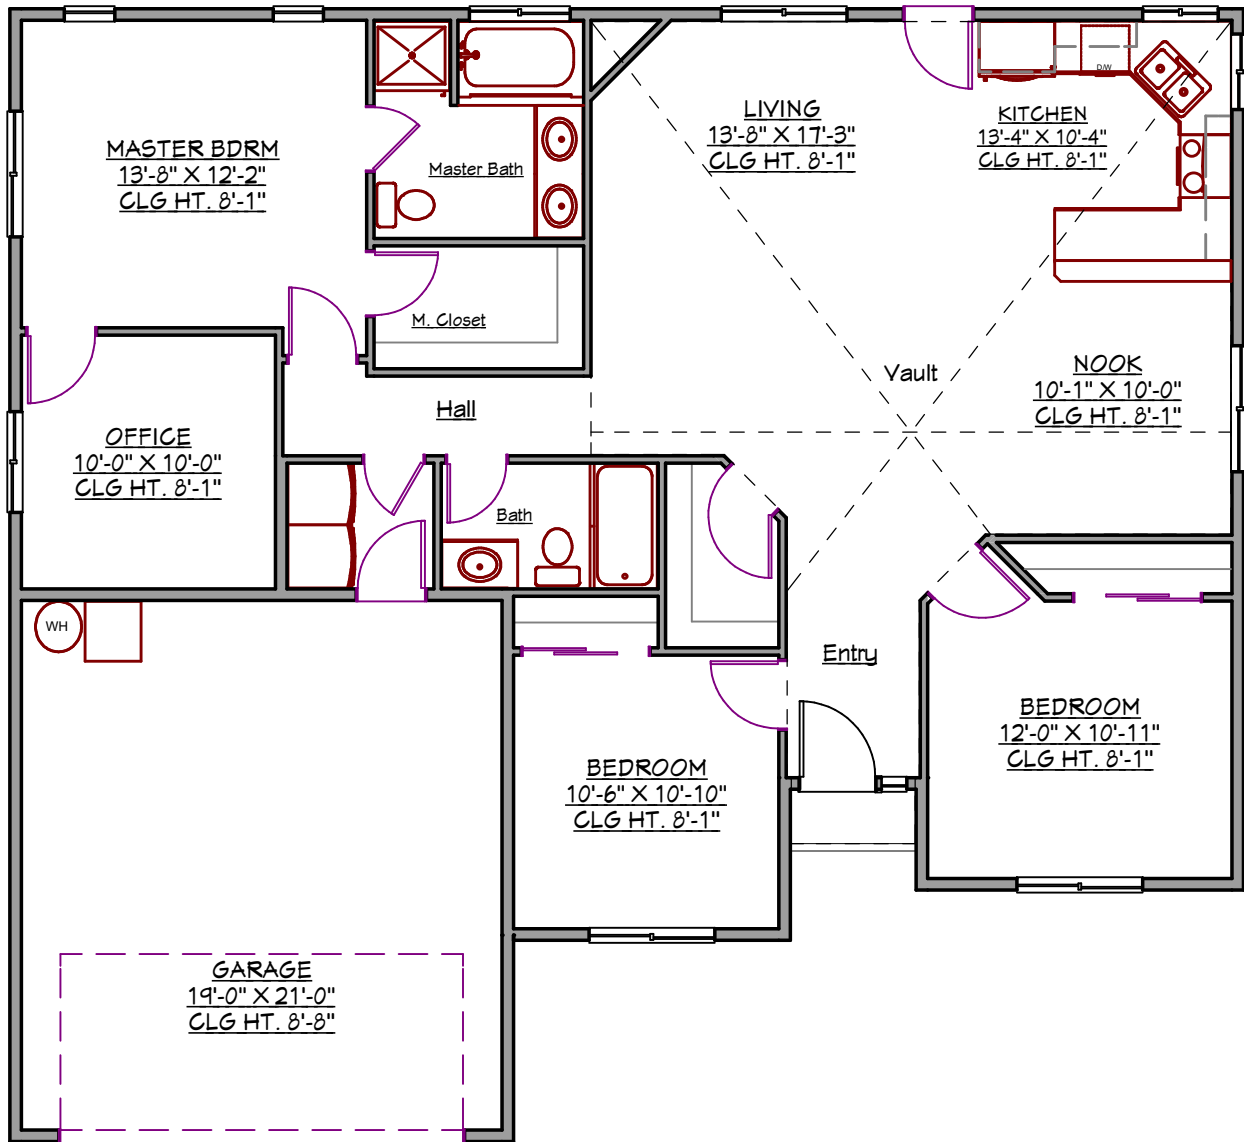 MASTER BDRM
13'-8" X 12'-2"
CLG HT. 8'-1"
Master Bath
LIVING
13'-8" X 17'-3"
CLG HT. 8'-1"
D/W
KITCHEN
13'-4" X 10'-4"
CLG HT. 8'-1"
M. Closet
Hall
Vault
NOOK
10'-1" X 10'-0"
CLG HT. 8'-1"
OFFICE
10'-0" X 10'-0"
CLG HT. 8'-1"
Bath
WH
Entry
BEDROOM
10'-6" X 10'-10"
CLG HT. 8'-1"
BEDROOM
12'-0" X 10'-11"
CLG HT. 8'-1"
GARAGE
19'-0" X 21'-0"
CLG HT. 8'-8"